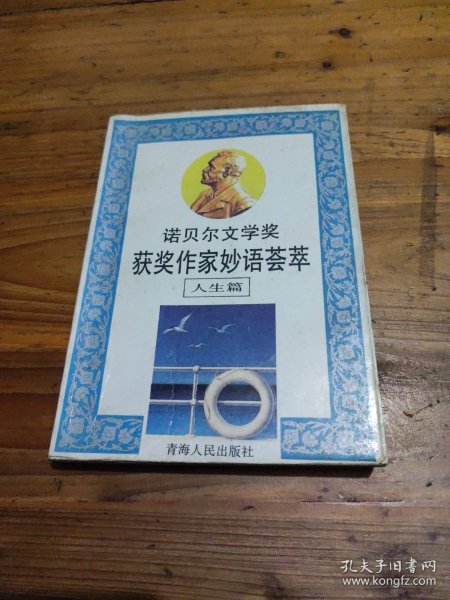 诺贝尔文学奖
获奖作家妙语荟萃
人生篇
青海人民出版社
孔夫子旧书网
www.kongfz.com